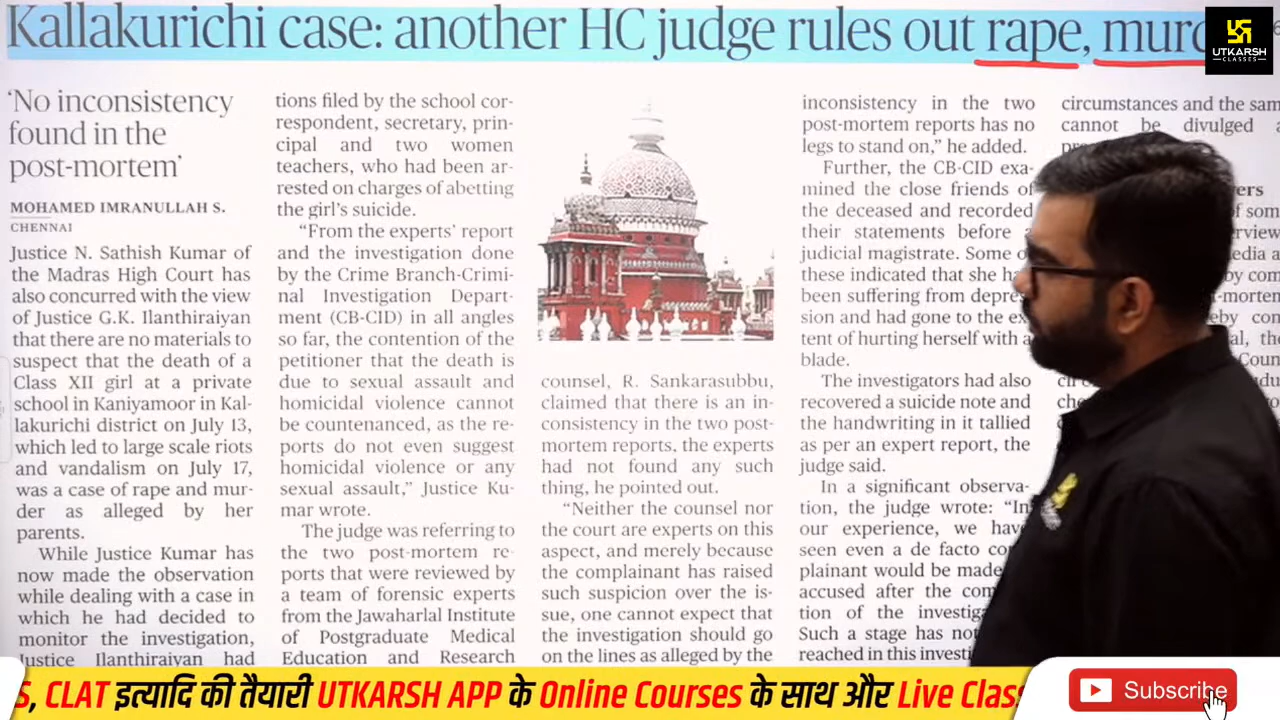 Kallakurichi case: another HC judge rules out rape,
UTKARSH
CLASSES
'No inconsistency
found in the
post-mortem'
MOHAMED IMRANULLAH S.
CHENNAI
Justice N. Sathish Kumar of
the Madras High Court has
also concurred with the view
of Justice G.K. Ilanthiraiyan
that there are no materials to
suspect that the death of a
Class XII girl at a private
school in Kaniyamoor in Kal-
lakurichi district on July 13,
which led to large scale riots
and vandalism on July 17,
was a case of rape and mur-
der as alleged by her
parents.
While Justice Kumar has
now made the observation
while dealing with a case in
which he had decided to
monitor the investigation,
Justice Ilanthiraiyan had
tions filed by the school cor-
respondent, secretary, prin-
cipal and two women
teachers, who had been ar-
rested on charges of abetting
the girl's suicide.
"From the experts' report
and the investigation done
by the Crime Branch-Crimi-
nal Investigation Depart-
ment (CB-CID) in all angles
so far, the contention of the
petitioner that the death is
due to sexual assault and
homicidal violence cannot
be countenanced, as the re-
ports do not even suggest
homicidal violence or any
sexual assault," Justice Ku-
mar wrote.
The judge was referring to
the two post-mortem re-
ports that were reviewed by
a team of forensic experts
from the Jawaharlal Institute
of Postgraduate Medical
Education and Research
counsel, R. Sankarasubbu,
claimed that there is an in-
consistency in the two post-
mortem reports, the experts
had not found any such
thing, he pointed out.
"Neither the counsel nor
the court are experts on this
aspect, and merely because
the complainant has raised
such suspicion over the is-
sue, one cannot expect that
the investigation should go
on the lines as alleged by the
inconsistency in the two
post-mortem reports has no
legs to stand on," he added.
Further, the CB-CID exa-
mined the close friends of
the deceased and recorded
their statements before a
judicial magistrate. Some of
these indicated that she
been suffering from depres-
sion and had gone to the ex
tent of hurting herself with a
blade.
The investigators had also
recovered a suicide note and
the handwriting in it tallied
as per an expert report, the
judge said.
In a significant observa-
tion, the judge wrote: "In
our experience, we have
seen even a de facto
plainant would be made
accused after the
tion of the
Such a stage has not
reached in this
circumstances and the
cannot be divulged
S, CLAT इत्यादि की तैयारी UTKARSH APP के Online Courses के साथ और Live
Subscribe